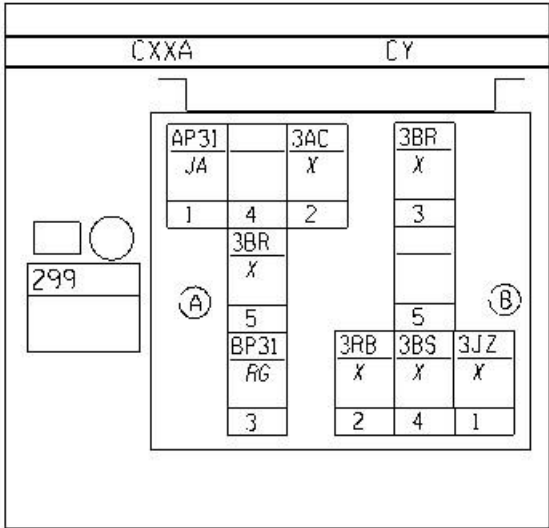 CXXA CY
AP31 3AC 3BR
JA X X
1 4 2 3
3BR
X
299
A B
5 5
BP31 3RB 3BS 3JZ
RG X X X
3 2 4 1